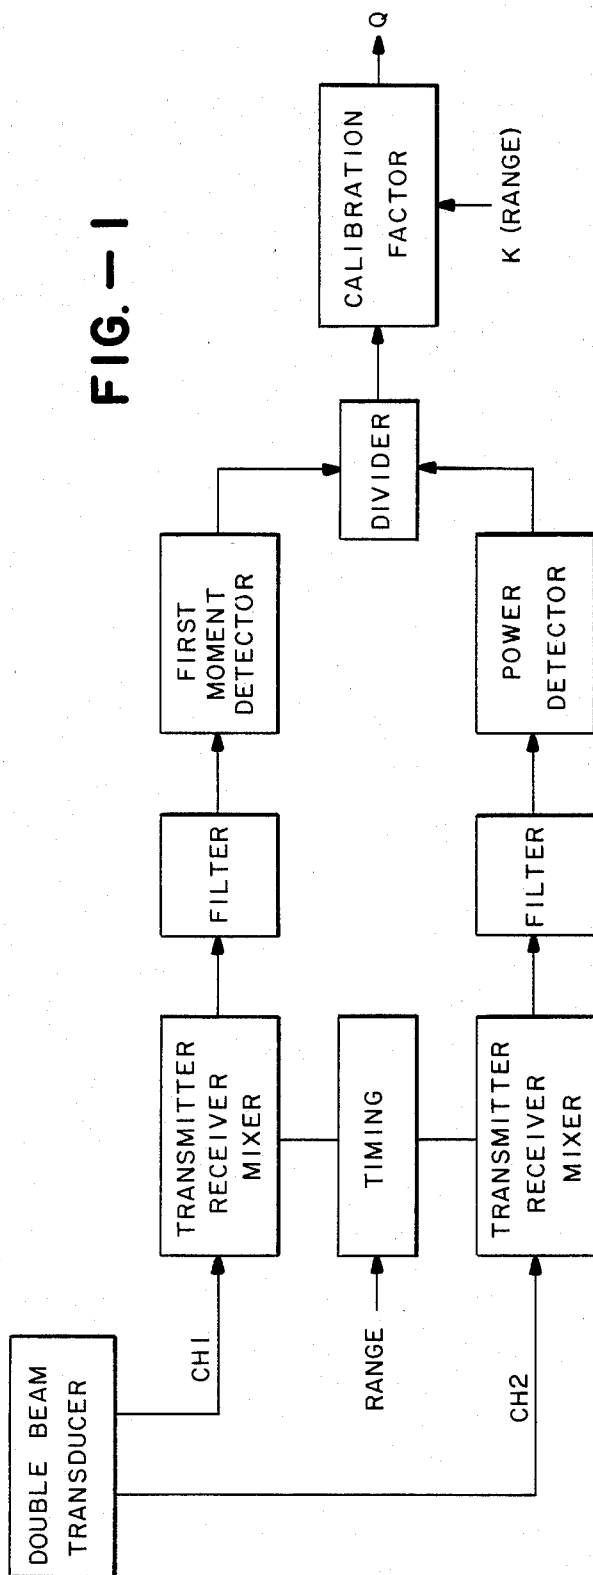 FIG. — 1
DOUBLE BEAM
TRANSDUCER
CH1
CH2
TRANSMITTER
RECEIVER
MIXER
RANGE
TIMING
TRANSMITTER
RECEIVER
MIXER
FILTER
FILTER
FIRST
MOMENT
DETECTOR
POWER
DETECTOR
DIVIDER
CALIBRATION
FACTOR
K (RANGE)
Q